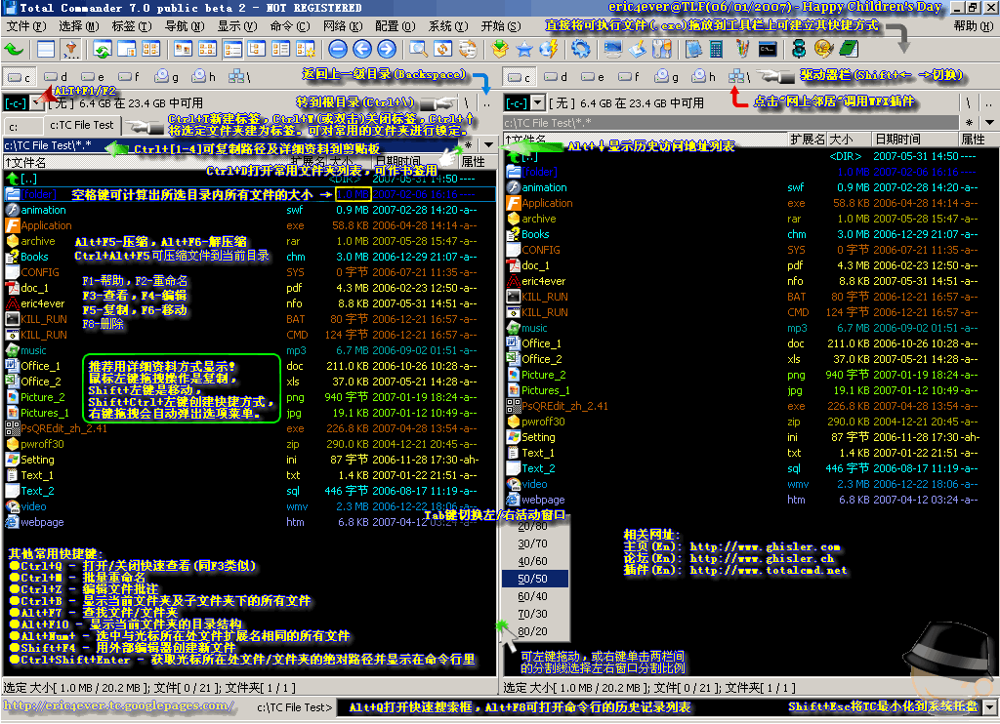 Total Commander 7.0 public beta 2 - NOT REGISTERED
eric4ever@TLF(06/01/2007) - Happy Children's Day
文件(F) 选择(M) 标签(T) 导航(N) 显示(V) 命令(C) 网络(K) 配置(O) 系统(Y) 开始(S) 帮助(H)
直接将可执行文件(.exe)拖放到工具栏上可建立其快捷方式
c d e f g h \
返回上一级目录(Backspace)
c d e f g h \
驱动器栏(Shift+← →切换)
ALT+F1/F2
[-c-] [ 无 ] 6.4 GB 在 23.4 GB 中可用
转到根目录(Ctrl+\)
\ ..
[-c-] [ 无 ] 6.4 GB 在 23.4 GB 中可用
点击"网上邻居"调用WFX插件
\ ..
c: c:\TC File Test
Ctrl+T新建标签，Ctrl+W(或双击)关闭标签，Ctrl+↑
将选定文件夹建为标签。可对常用的文件夹进行锁定。
c:\TC File Test\*.*
c:\TC File Test\*.*
Ctrl+[1-4]可复制路径及详细资料到剪贴板
Alt+↓显示历史访问地址列表
↑文件名 扩展名 大小 日期时间 属性
↑文件名 扩展名 大小 日期时间 属性
Ctrl+D打开常用文件夹列表，可作书签用
[..] <DIR> 2007-05-31 14:50 ----
[folder] 1.0 MB 2007-02-06 16:16 ----
空格键可计算出所选目录内所有文件的大小 →
animation swf 0.9 MB 2007-02-28 14:20 -a--
Application exe 58.8 KB 2006-04-28 14:14 -a--
archive rar 1.0 MB 2007-05-28 15:47 -a--
Books chm 3.0 MB 2006-12-29 21:07 -a--
CONFIG SYS 0 字节 2006-07-21 11:35 -a--
doc_1 pdf 4.3 MB 2006-02-23 12:50 -a--
eric4ever nfo 8.8 KB 2007-05-31 14:51 -a--
KILL_RUN BAT 80 字节 2006-12-21 16:57 -a--
KILL_RUN CMD 124 字节 2006-12-21 16:57 -a--
music mp3 6.7 MB 2006-09-02 01:51 -a--
Office_1 doc 211.0 KB 2006-10-26 10:28 -a--
Office_2 xls 37.0 KB 2007-05-21 14:28 -a--
Picture_2 png 940 字节 2007-01-19 18:24 -a--
Pictures_1 jpg 19.1 KB 2007-01-12 10:49 -a--
PsQREdit_zh_2.41 exe 226.8 KB 2007-04-28 13:54 -a--
pwroff30 zip 290.0 KB 2004-12-21 20:45 -a--
Setting ini 87 字节 2006-11-28 17:30 -ah-
Text_1 txt 1.4 KB 2007-01-22 21:51 -a--
Text_2 sql 446 字节 2006-08-17 11:19 -a--
video wmv 2.3 MB 2006-12-22 18:06 -a--
webpage htm 6.8 KB 2007-04-12 03:24 -a--
Alt+F5-压缩，Alt+F6-解压缩
Ctrl+Alt+F5可压缩文件到当前目录
F1-帮助，F2-重命名
F3-查看，F4-编辑
F5-复制，F6-移动
F8-删除
推荐用详细资料方式显示!
鼠标左键拖拽操作是复制，
Shift+左键是移动，
Shift+Ctrl+左键创建快捷方式，
右键拖拽会自动弹出选项菜单。
[..] <DIR> 2007-05-31 14:50 ----
[folder] 1.0 MB 2007-02-06 16:16 ----
animation swf 0.9 MB 2007-02-28 14:20 -a--
Application exe 58.8 KB 2006-04-28 14:14 -a--
archive rar 1.0 MB 2007-05-28 15:47 -a--
Books chm 3.0 MB 2006-12-29 21:07 -a--
CONFIG SYS 0 字节 2006-07-21 11:35 -a--
doc_1 pdf 4.3 MB 2006-02-23 12:50 -a--
eric4ever nfo 8.8 KB 2007-05-31 14:51 -a--
KILL_RUN BAT 80 字节 2006-12-21 16:57 -a--
KILL_RUN CMD 124 字节 2006-12-21 16:57 -a--
music mp3 6.7 MB 2006-09-02 01:51 -a--
Office_1 doc 211.0 KB 2006-10-26 10:28 -a--
Office_2 xls 37.0 KB 2007-05-21 14:28 -a--
Picture_2 png 940 字节 2007-01-19 18:24 -a--
Pictures_1 jpg 19.1 KB 2007-01-12 10:49 -a--
PsQREdit_zh_2.41 exe 226.8 KB 2007-04-28 13:54 -a--
pwroff30 zip 290.0 KB 2004-12-21 20:45 -a--
Setting ini 87 字节 2006-11-28 17:30 -ah-
Text_1 txt 1.4 KB 2007-01-22 21:51 -a--
Text_2 sql 446 字节 2006-08-17 11:19 -a--
video wmv 2.3 MB 2006-12-22 18:06 -a--
webpage htm 6.8 KB 2007-04-12 03:24 -a--
Tab键切换左/右活动窗口
20/80
30/70
40/60
50/50
60/40
70/30
80/20
相关网址:
主页(En): http://www.ghisler.com
论坛(En): http://www.ghisler.ch
插件(En): http://www.totalcmd.net
其他常用快捷键:
●Ctrl+Q - 打开/关闭快速查看(同F3类似)
●Ctrl+M - 批量重命名
●Ctrl+Z - 编辑文件批注
●Ctrl+B - 显示当前文件夹及子文件夹下的所有文件
●Alt+F7 - 查找文件/文件夹
●Alt+F10 - 显示当前文件夹的目录结构
●Alt+Num+ - 选中与光标所在处文件扩展名相同的所有文件
●Shift+F4 - 用外部编辑器创建新文件
●Ctrl+Shift+Enter - 获取光标所在处文件/文件夹的绝对路径并显示在命令行里
可左键拖动，或右键单击两栏间
的分割线选择左右窗口分割比例
选定 大小[ 1.0 MB / 20.2 MB ]; 文件[ 0 / 21 ]; 文件夹[ 1 / 1 ]
选定 大小[ 1.0 MB / 20.2 MB ]; 文件[ 0 / 21 ]; 文件夹[ 1 / 1 ]
http://eric4ever.tc.googlepages.com/
c:\TC File Test>
Alt+Q打开快速搜索框，Alt+F8可打开命令行的历史记录列表
Shift+Esc将TC最小化到系统托盘